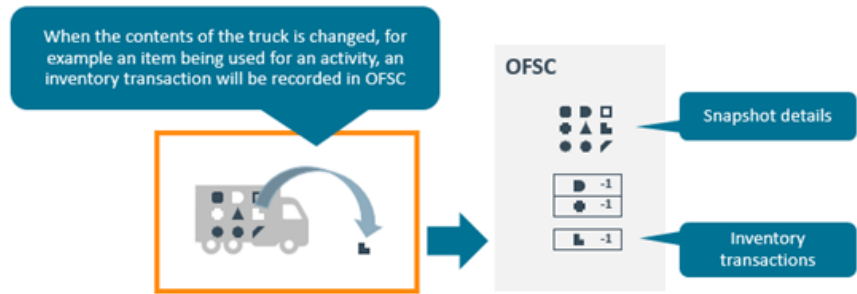 When the contents of the truck is changed, for
example an item being used for an activity, an
inventory transaction will be recorded in OFSC
OFSC
Snapshot details
-1
-1
-1
Inventory
transactions